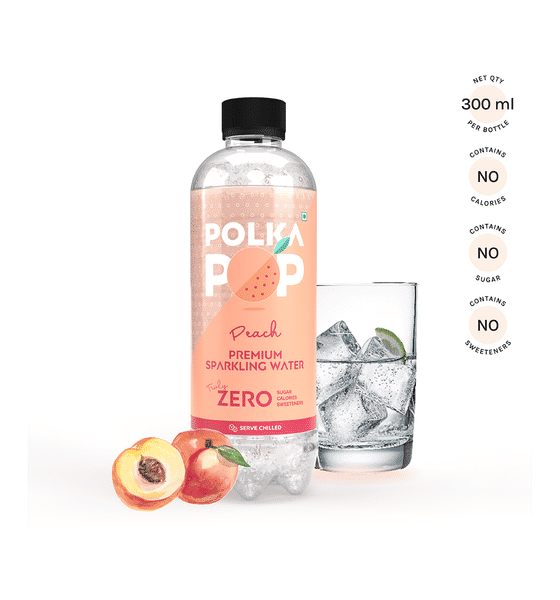 POLKA
POP
Peach
PREMIUM
SPARKLING WATER
Truly
ZERO
SUGAR
CALORIES
SWEETENERS
SERVE CHILLED
NET QTY
300 ml
PER BOTTLE
CONTAINS
NO
CALORIES
CONTAINS
NO
SUGAR
CONTAINS
NO
SWEETENERS